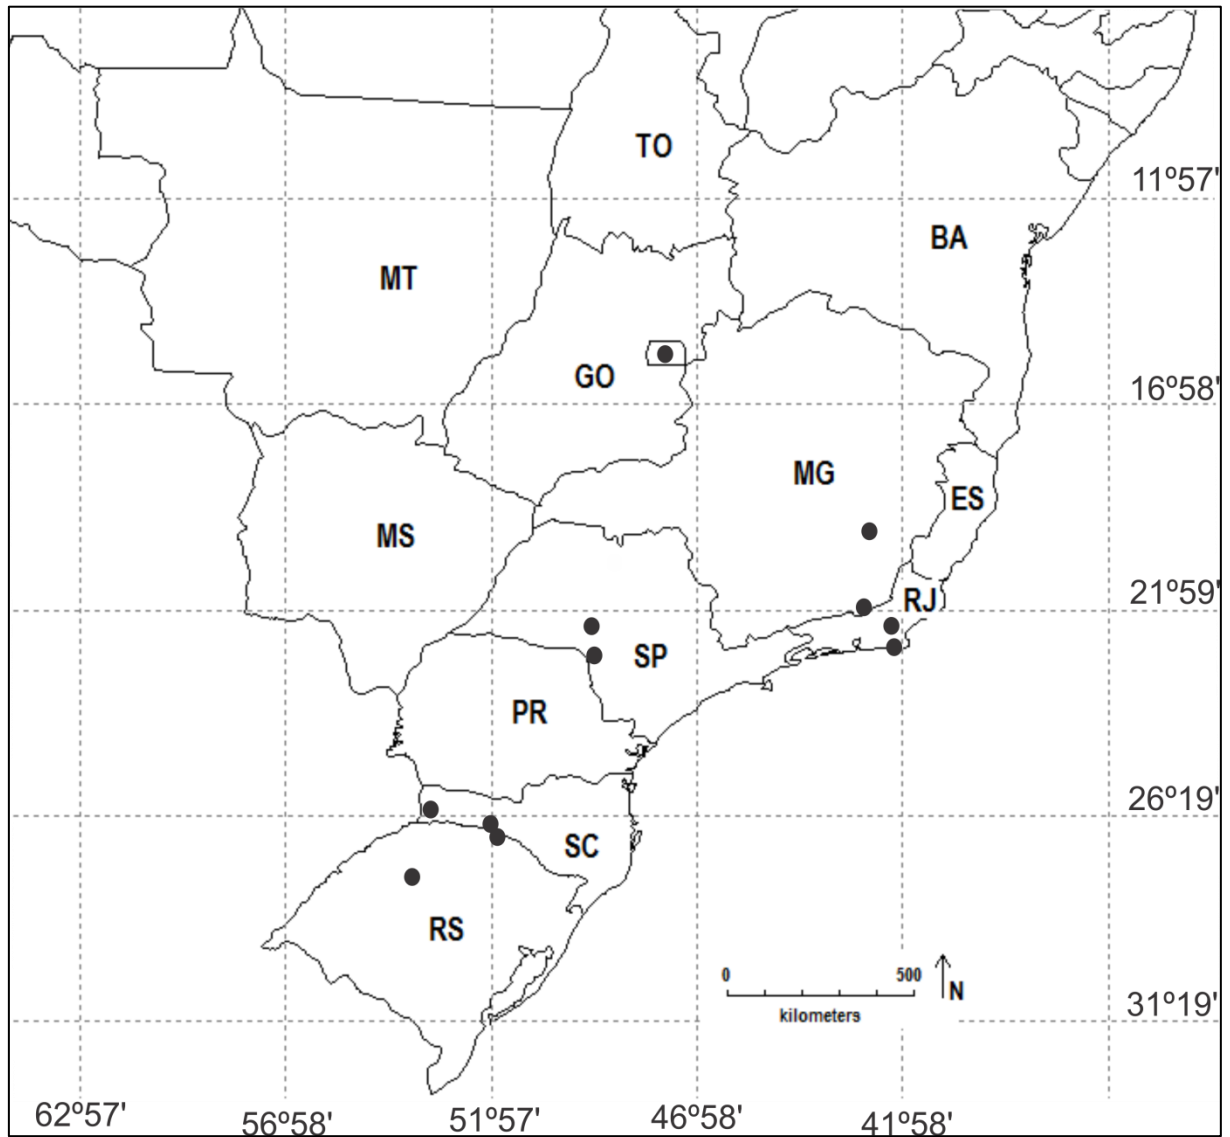 TO
11º57'
BA
MT
GO
16º58'
MG
ES
MS
21º59'
RJ
SP
PR
26º19'
SC
RS
0 500
N
kilometers
31º19'
62º57' 56º58' 51º57' 46º58' 41º58'